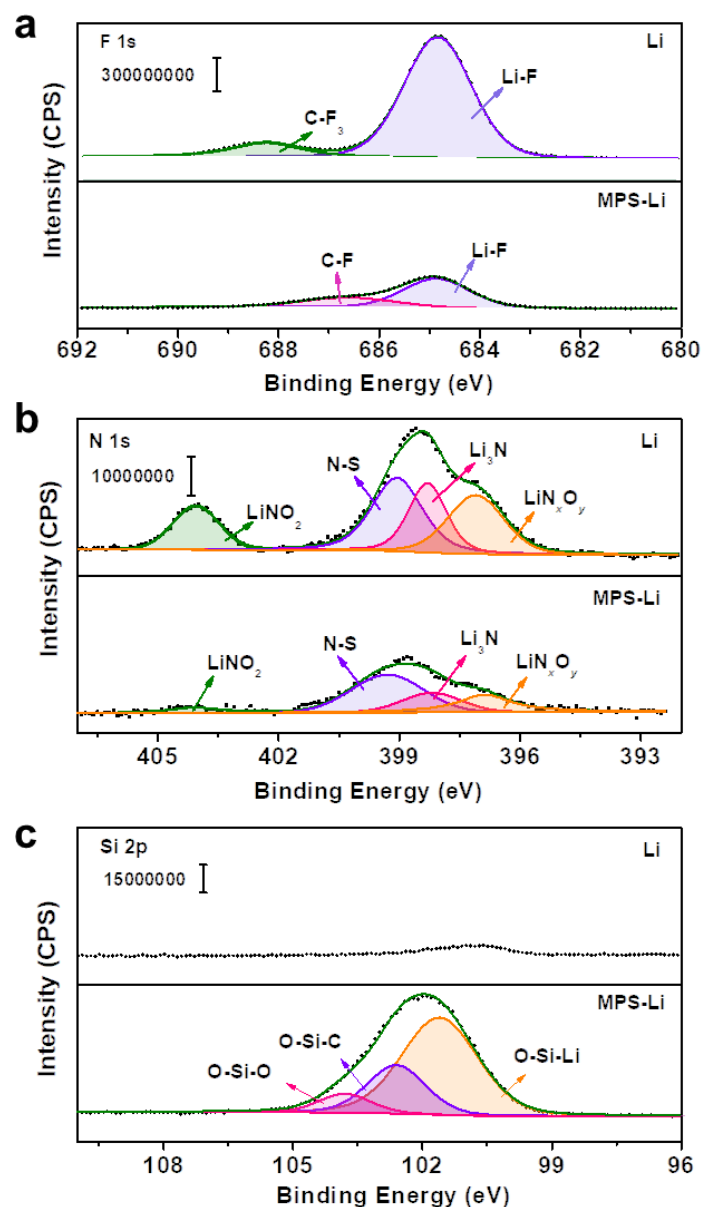 a
F 1s
Li
300000000
Li-F
C-F₃
MPS-Li
Li-F
C-F
Intensity (CPS)
692 690 688 686 684 682 680
Binding Energy (eV)
b
N 1s
Li
10000000
Li₃N
N-S
LiNO₂
LiNₓOᵧ
MPS-Li
Li₃N
N-S
LiNO₂
LiNₓOᵧ
Intensity (CPS)
405 402 399 396 393
Binding Energy (eV)
c
Si 2p
Li
15000000
MPS-Li
O-Si-C
O-Si-O
O-Si-Li
Intensity (CPS)
108 105 102 99 96
Binding Energy (eV)